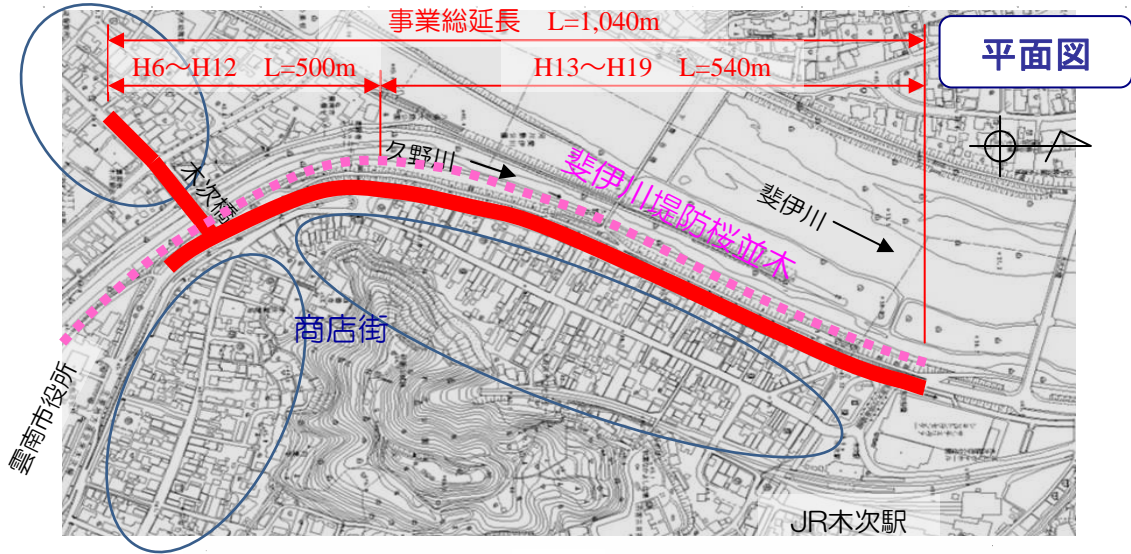 事業総延長 L=1,040m
平面図
H6～H12 L=500m
H13～H19 L=540m
久野川
木次橋
斐伊川堤防桜並木
斐伊川
商店街
雲南市役所
JR木次駅